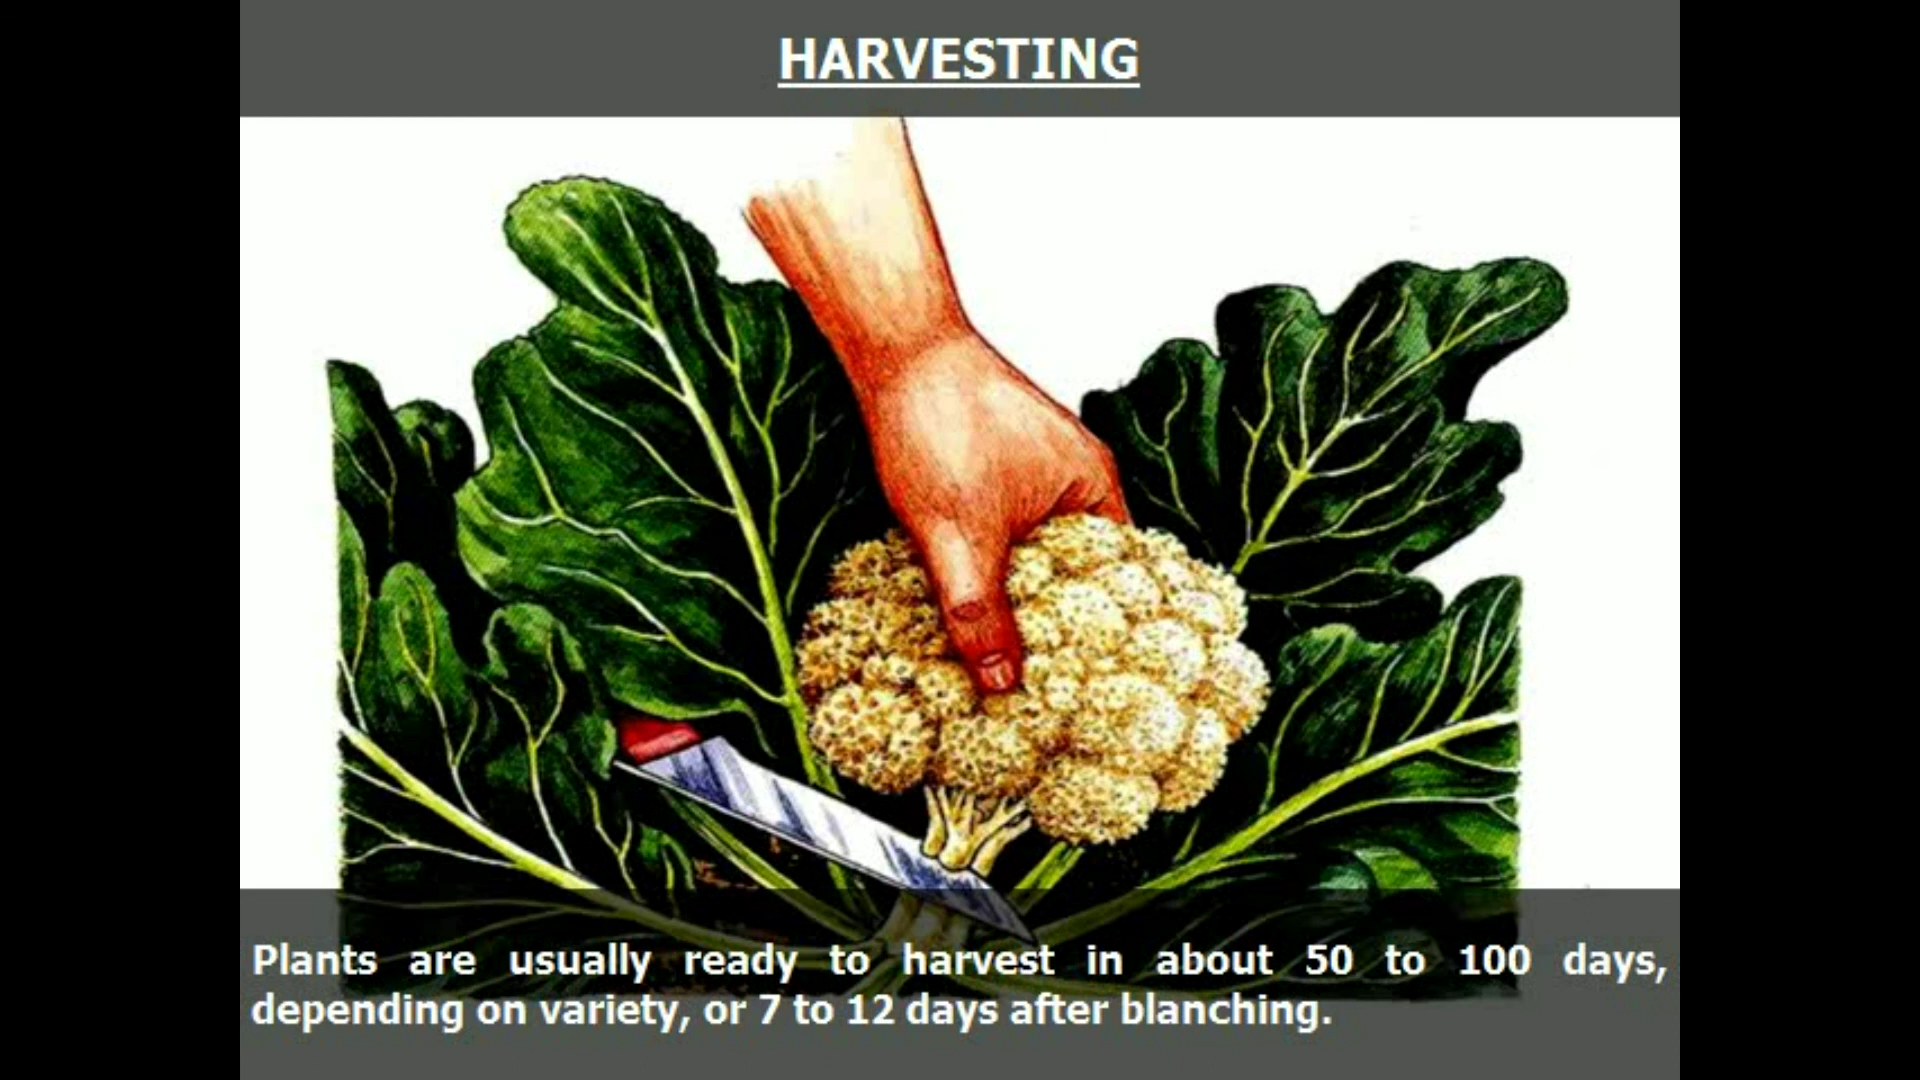 HARVESTING
Plants are usually ready to harvest in about 50 to 100 days,
depending on variety, or 7 to 12 days after blanching.